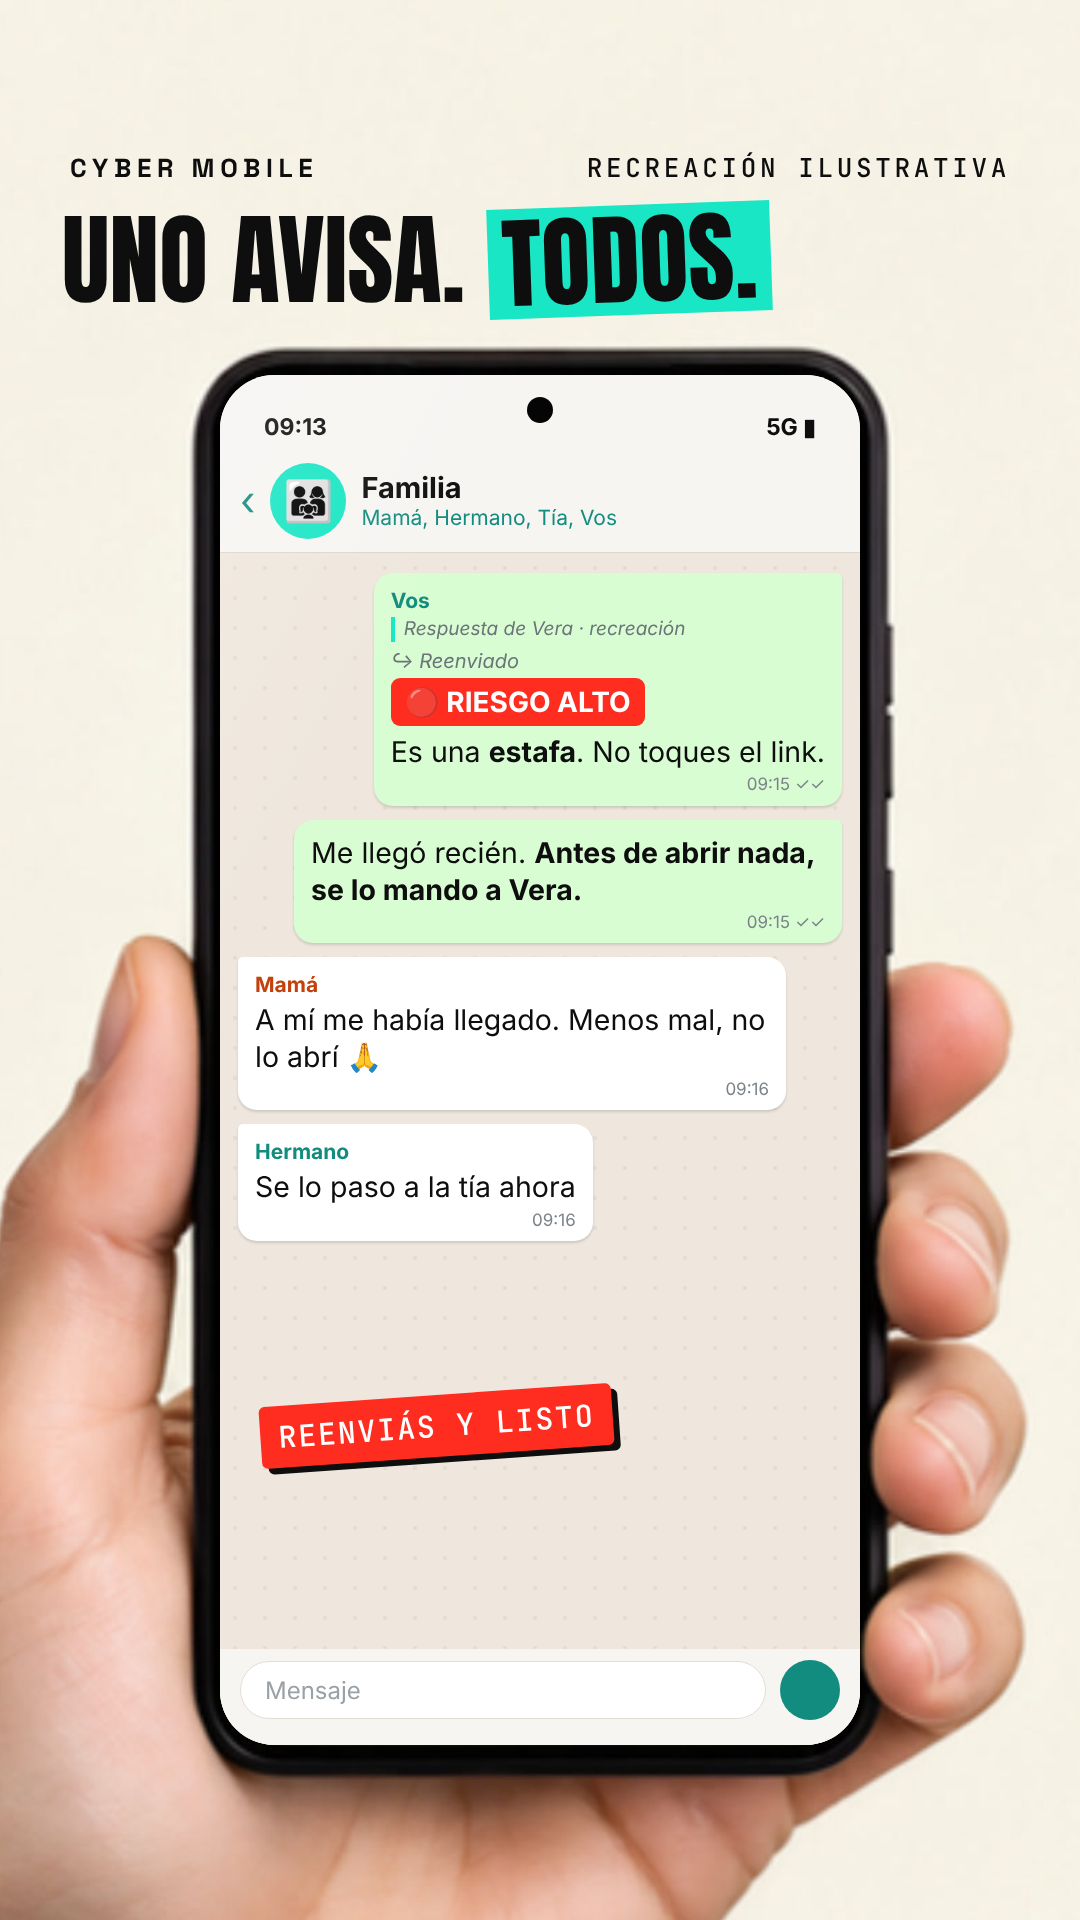 CYBER MOBILE
RECREACIÓN ILUSTRATIVA
UNO AVISA. TODOS.
09:13
5G
Familia
Mamá, Hermano, Tía, Vos
Vos
Respuesta de Vera · recreación
↪ Reenviado
🔴 RIESGO ALTO
Es una estafa. No toques el link.
09:15 ✓✓
Me llegó recién. Antes de abrir nada,
se lo mando a Vera.
09:15 ✓✓
Mamá
A mí me había llegado. Menos mal, no
lo abrí 🙏
09:16
Hermano
Se lo paso a la tía ahora
09:16
REENVIÁS Y LISTO
Mensaje